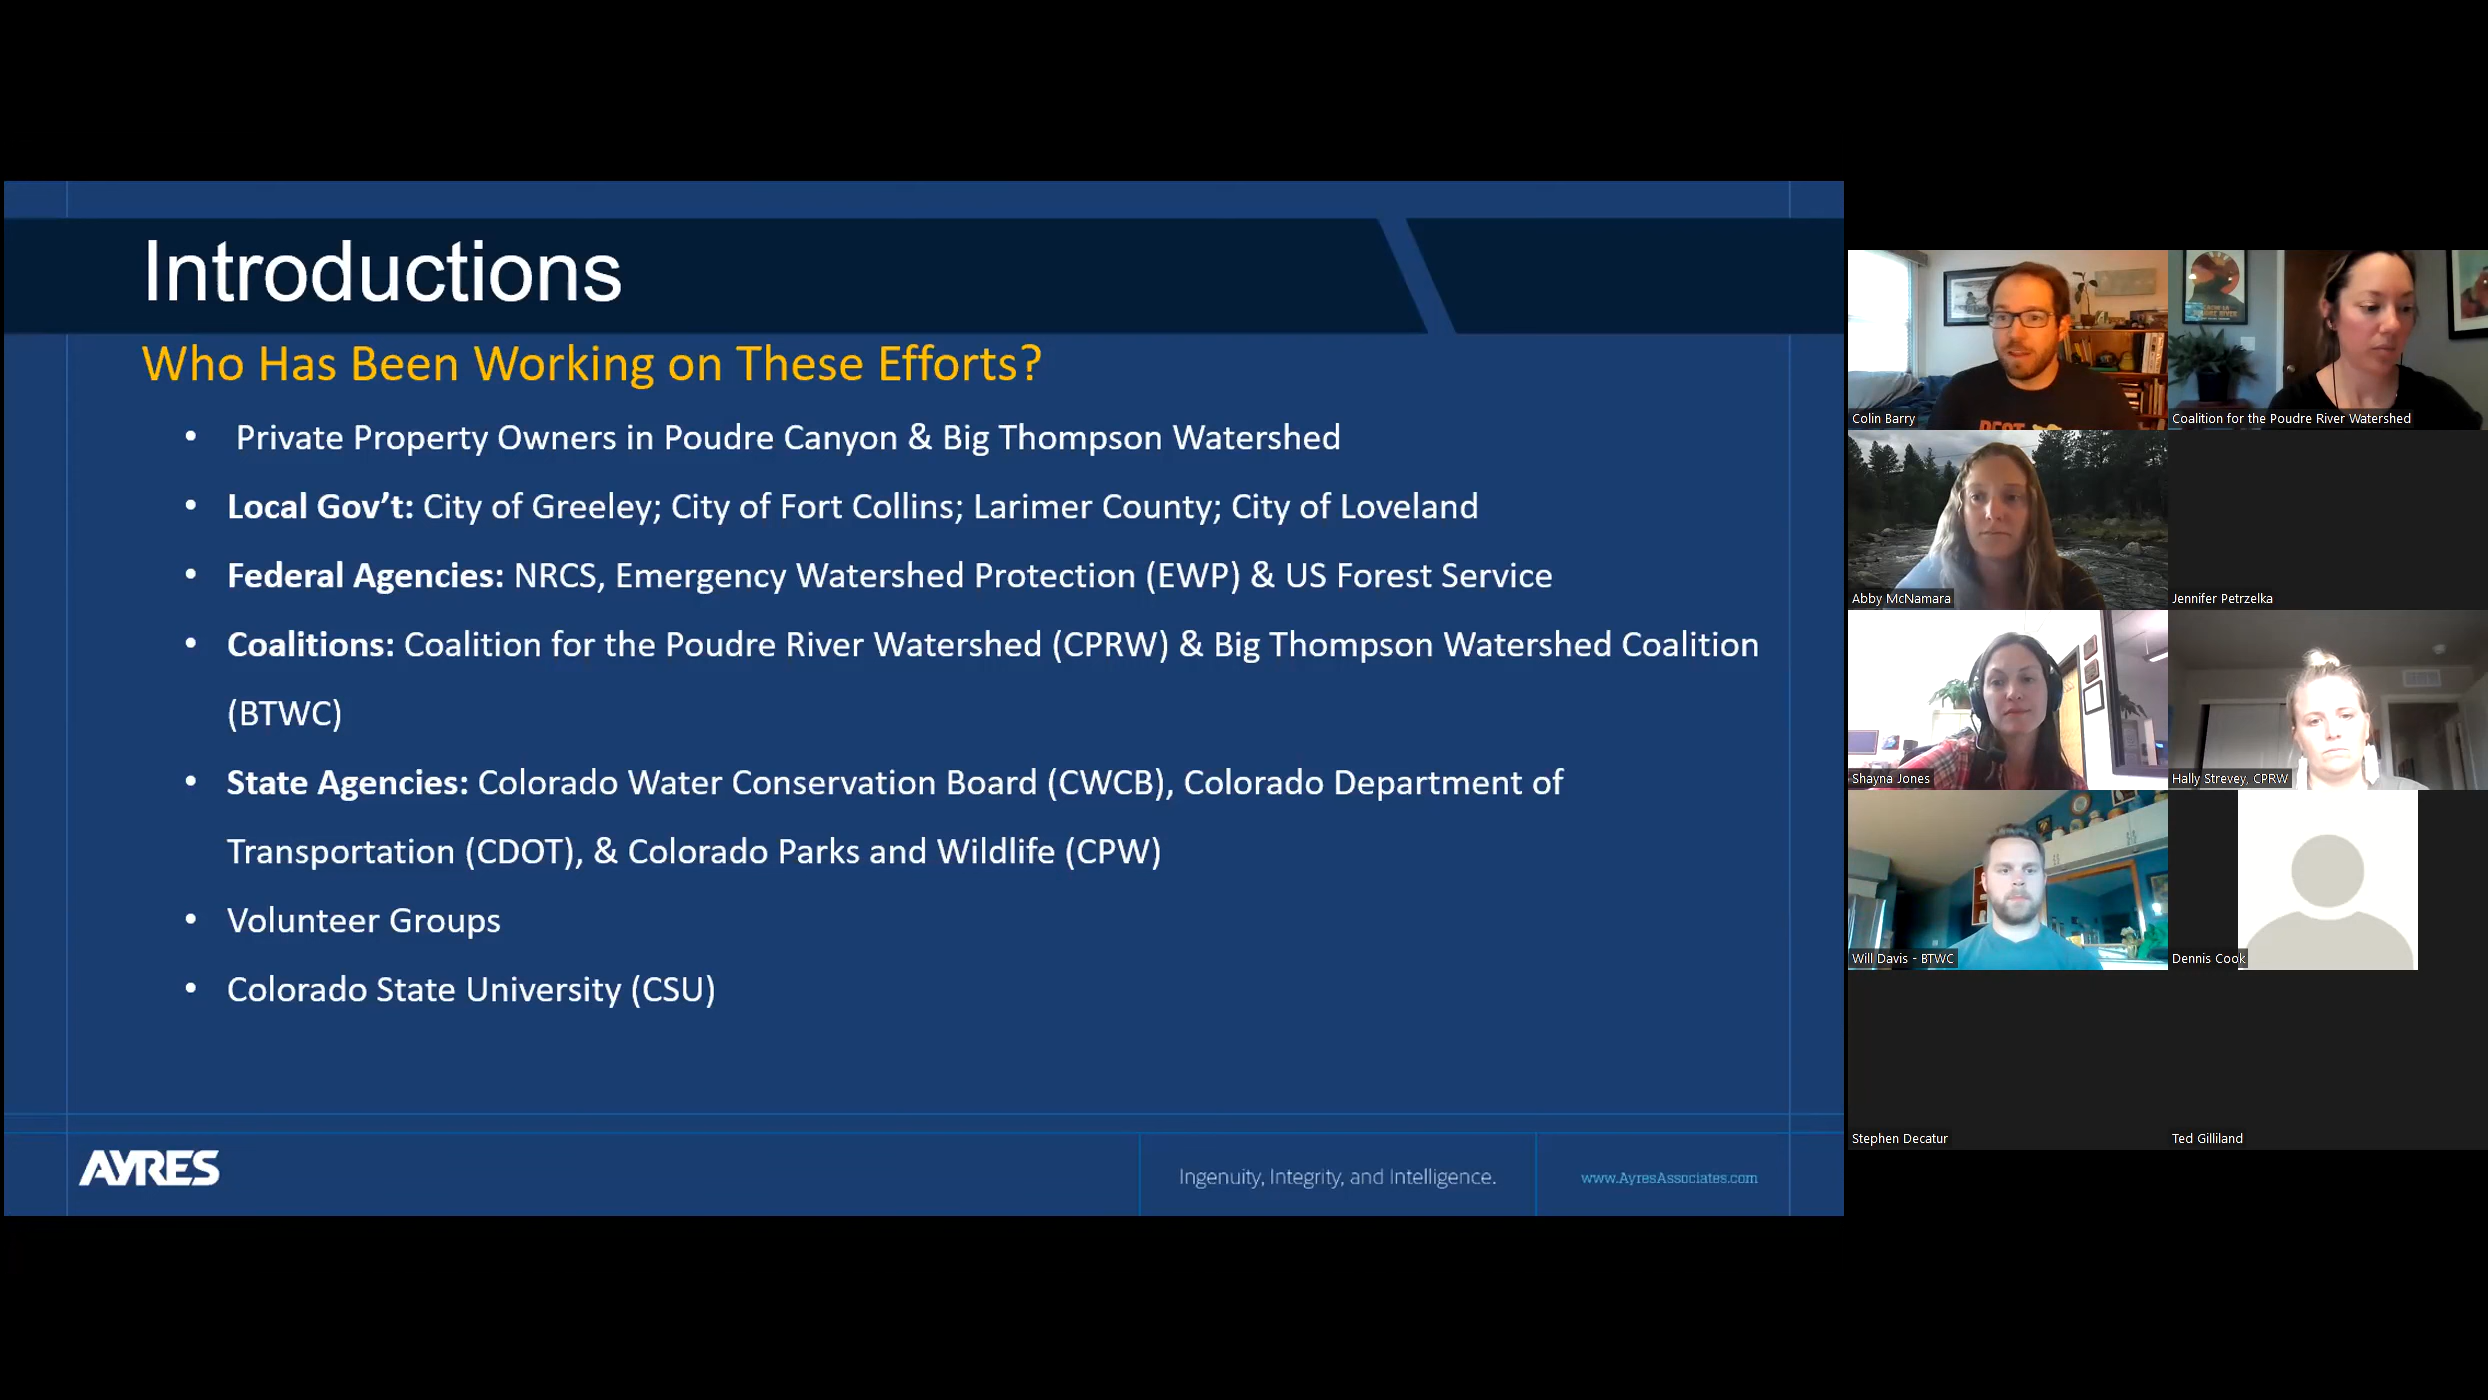 Introductions
Who Has Been Working on These Efforts?
• Private Property Owners in Poudre Canyon & Big Thompson Watershed
• Local Gov’t: City of Greeley; City of Fort Collins; Larimer County; City of Loveland
• Federal Agencies: NRCS, Emergency Watershed Protection (EWP) & US Forest Service
• Coalitions: Coalition for the Poudre River Watershed (CPRW) & Big Thompson Watershed Coalition
(BTWC)
• State Agencies: Colorado Water Conservation Board (CWCB), Colorado Department of
Transportation (CDOT), & Colorado Parks and Wildlife (CPW)
• Volunteer Groups
• Colorado State University (CSU)
AYRES
Ingenuity, Integrity, and Intelligence.
www.AyresAssociates.com
Colin Barry
Coalition for the Poudre River Watershed
Abby McNamara
Jennifer Petrzelka
Shayna Jones
Hally Strevey, CPRW
Will Davis - BTWC
Dennis Cook
Stephen Decatur
Ted Gilliland